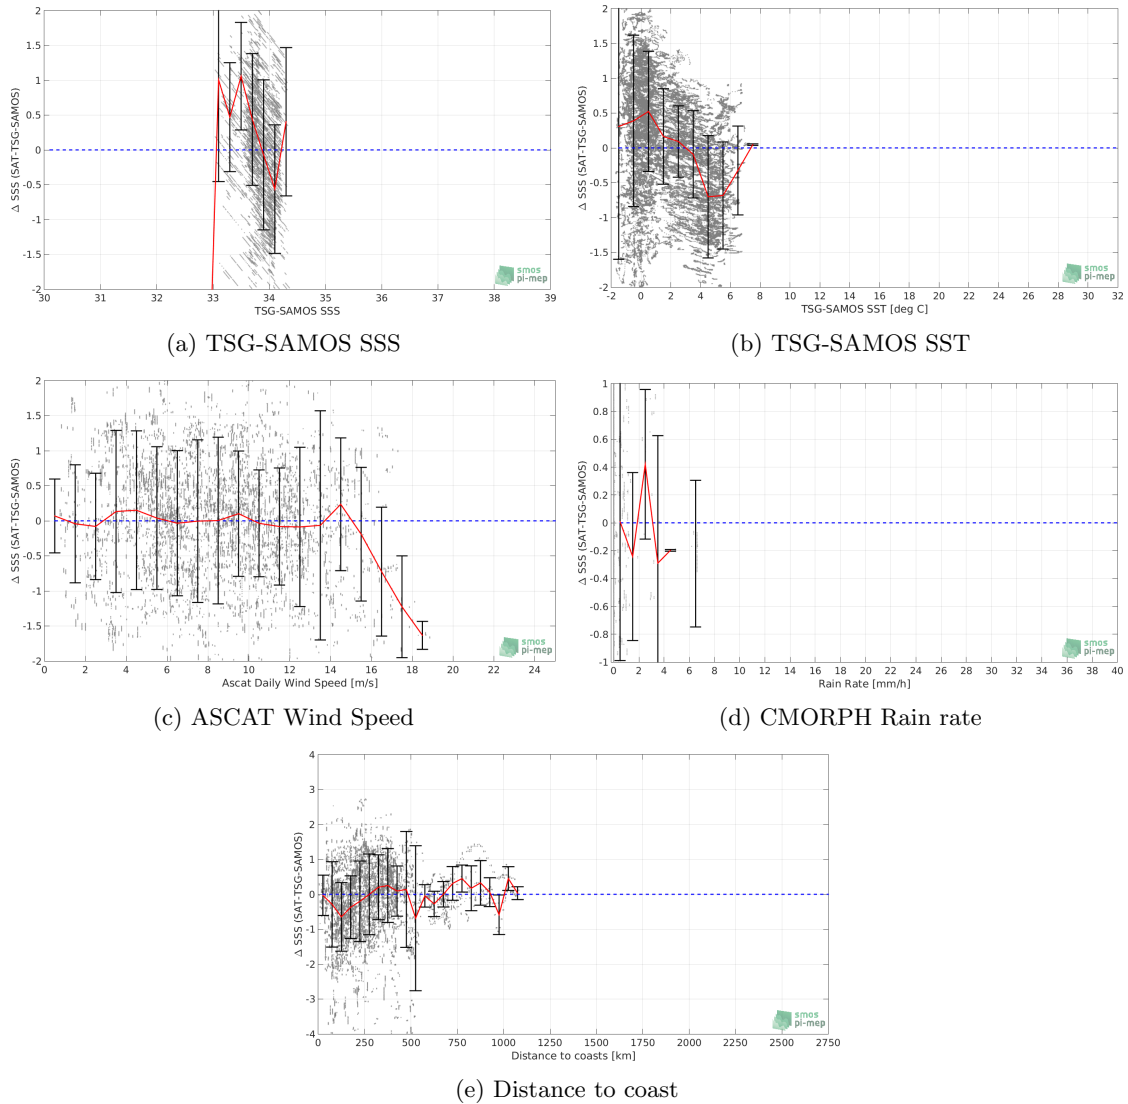 2
1.5
1
0.5
0
-0.5
-1
-1.5
-2
Δ SSS (SAT-TSG-SAMOS)
30 31 32 33 34 35 36 37 38 39
TSG-SAMOS SSS
smos
pi-mep
(a) TSG-SAMOS SSS
2
1.5
1
0.5
0
-0.5
-1
-1.5
-2
Δ SSS (SAT-TSG-SAMOS)
-2 0 2 4 6 8 10 12 14 16 18 20 22 24 26 28 30 32
TSG-SAMOS SST [deg C]
smos
pi-mep
(b) TSG-SAMOS SST
2
1.5
1
0.5
0
-0.5
-1
-1.5
-2
Δ SSS (SAT-TSG-SAMOS)
0 2 4 6 8 10 12 14 16 18 20 22 24
Ascat Daily Wind Speed [m/s]
smos
pi-mep
(c) ASCAT Wind Speed
1
0.8
0.6
0.4
0.2
0
-0.2
-0.4
-0.6
-0.8
-1
Δ SSS (SAT-TSG-SAMOS)
0 2 4 6 8 10 12 14 16 18 20 22 24 26 28 30 32 34 36 38 40
Rain Rate [mm/h]
smos
pi-mep
(d) CMORPH Rain rate
4
3
2
1
0
-1
-2
-3
-4
Δ SSS (SAT-TSG-SAMOS)
0 250 500 750 1000 1250 1500 1750 2000 2250 2500 2750
Distance to coasts [km]
smos
pi-mep
(e) Distance to coast